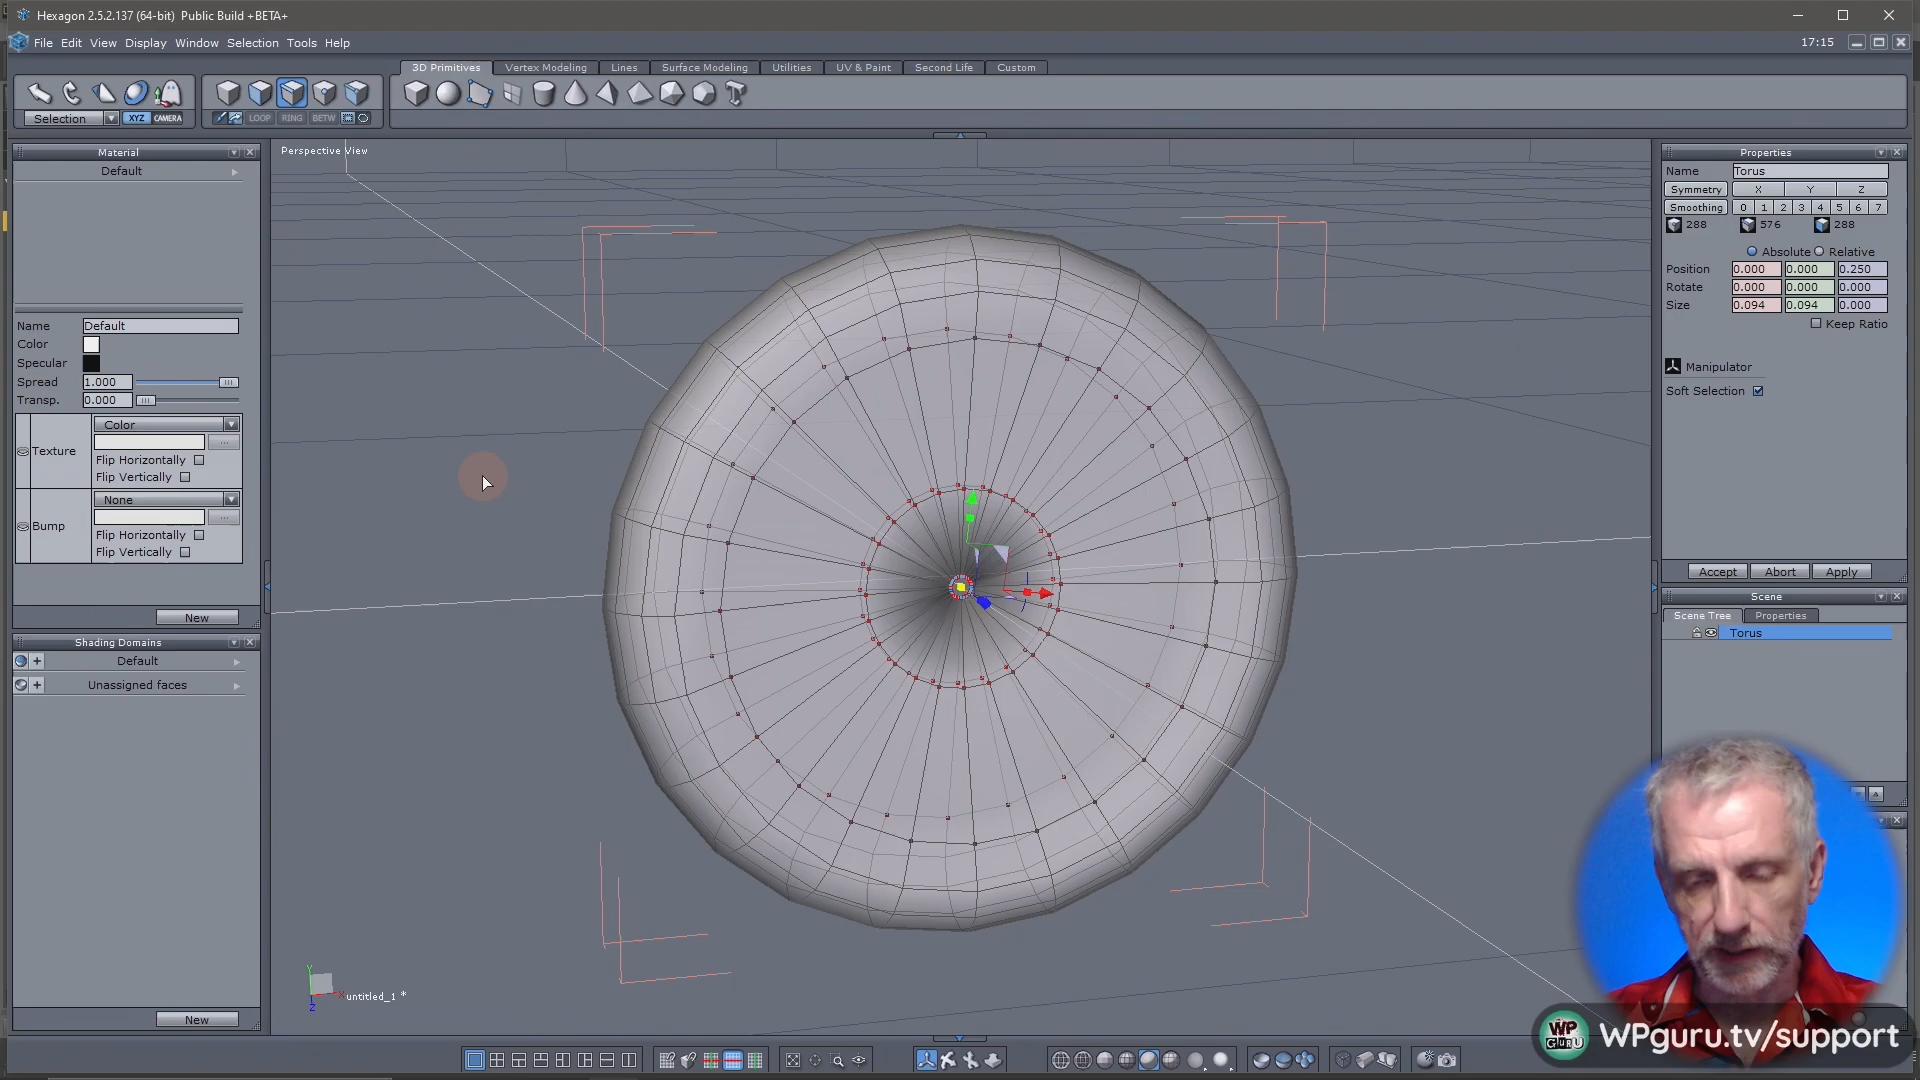 Hexagon 2.5.2.137 (64-bit) Public Build +BETA+
File Edit View Display Window Selection Tools Help
17:15
3D Primitives Vertex Modeling Lines Surface Modeling Utilities UV & Paint Second Life Custom
Selection XYZ CAMERA LOOP RING BETW
Material
Default
Name Default
Color
Specular
Spread 1.000
Transp. 0.000
Texture
Color
...
Flip Horizontally
Flip Vertically
Bump
None
...
Flip Horizontally
Flip Vertically
New
Shading Domains
Default
Unassigned faces
New
Perspective View
Y
X
Z
untitled_1 *
Properties
Name Torus
Symmetry X Y Z
Smoothing 0 1 2 3 4 5 6 7
288 576 288
Absolute Relative
Position 0.000 0.000 0.250
Rotate 0.000 0.000 0.000
Size 0.094 0.094 0.000
Keep Ratio
Manipulator
Soft Selection
Accept Abort Apply
Scene
Scene Tree Properties
Torus
WP GURU
WPguru.tv/support